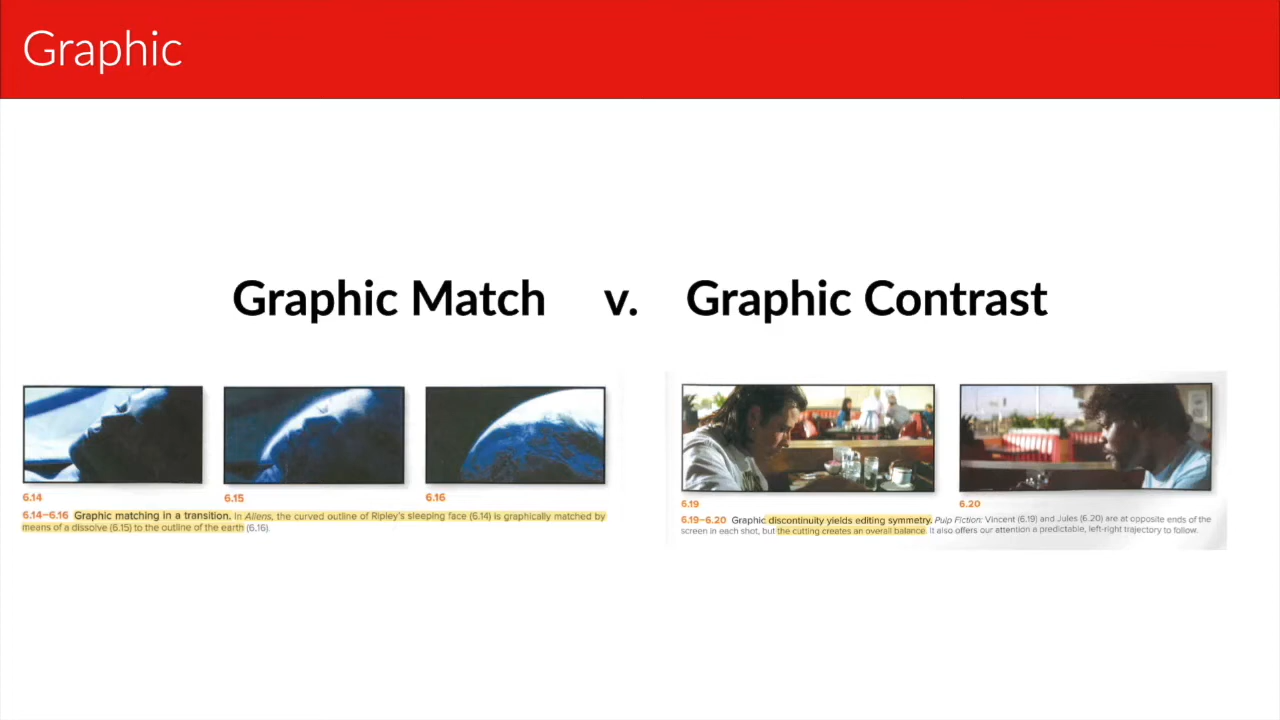 Graphic
Graphic Match v. Graphic Contrast
6.14 6.15 6.16
6.14–6.16 Graphic matching in a transition. In Aliens, the curved outline of Ripley's sleeping face (6.14) is graphically matched by
means of a dissolve (6.15) to the outline of the earth (6.16).
6.19 6.20
6.19–6.20 Graphic discontinuity yields editing symmetry. Pulp Fiction: Vincent (6.19) and Jules (6.20) are at opposite ends of the
screen in each shot, but the cutting creates an overall balance. It also offers our attention a predictable, left-right trajectory to follow.